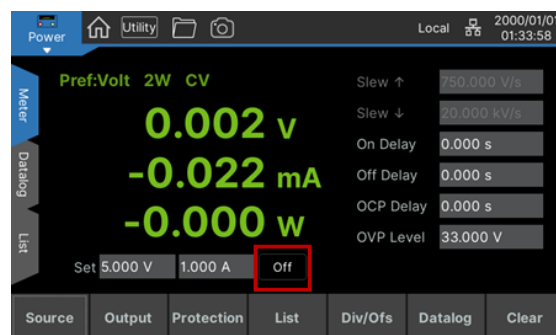 Power Utility Local 2000/01/01
01:33:58
Meter
Datalog
List
Pref:Volt 2W CV
0.002 V
-0.022 mA
-0.000 W
Set 5.000 V 1.000 A Off
Slew ↑ 750.000 V/s
Slew ↓ 20.000 kV/s
On Delay 0.000 s
Off Delay 0.000 s
OCP Delay 0.000 s
OVP Level 33.000 V
Source Output Protection List Div/Ofs Datalog Clear